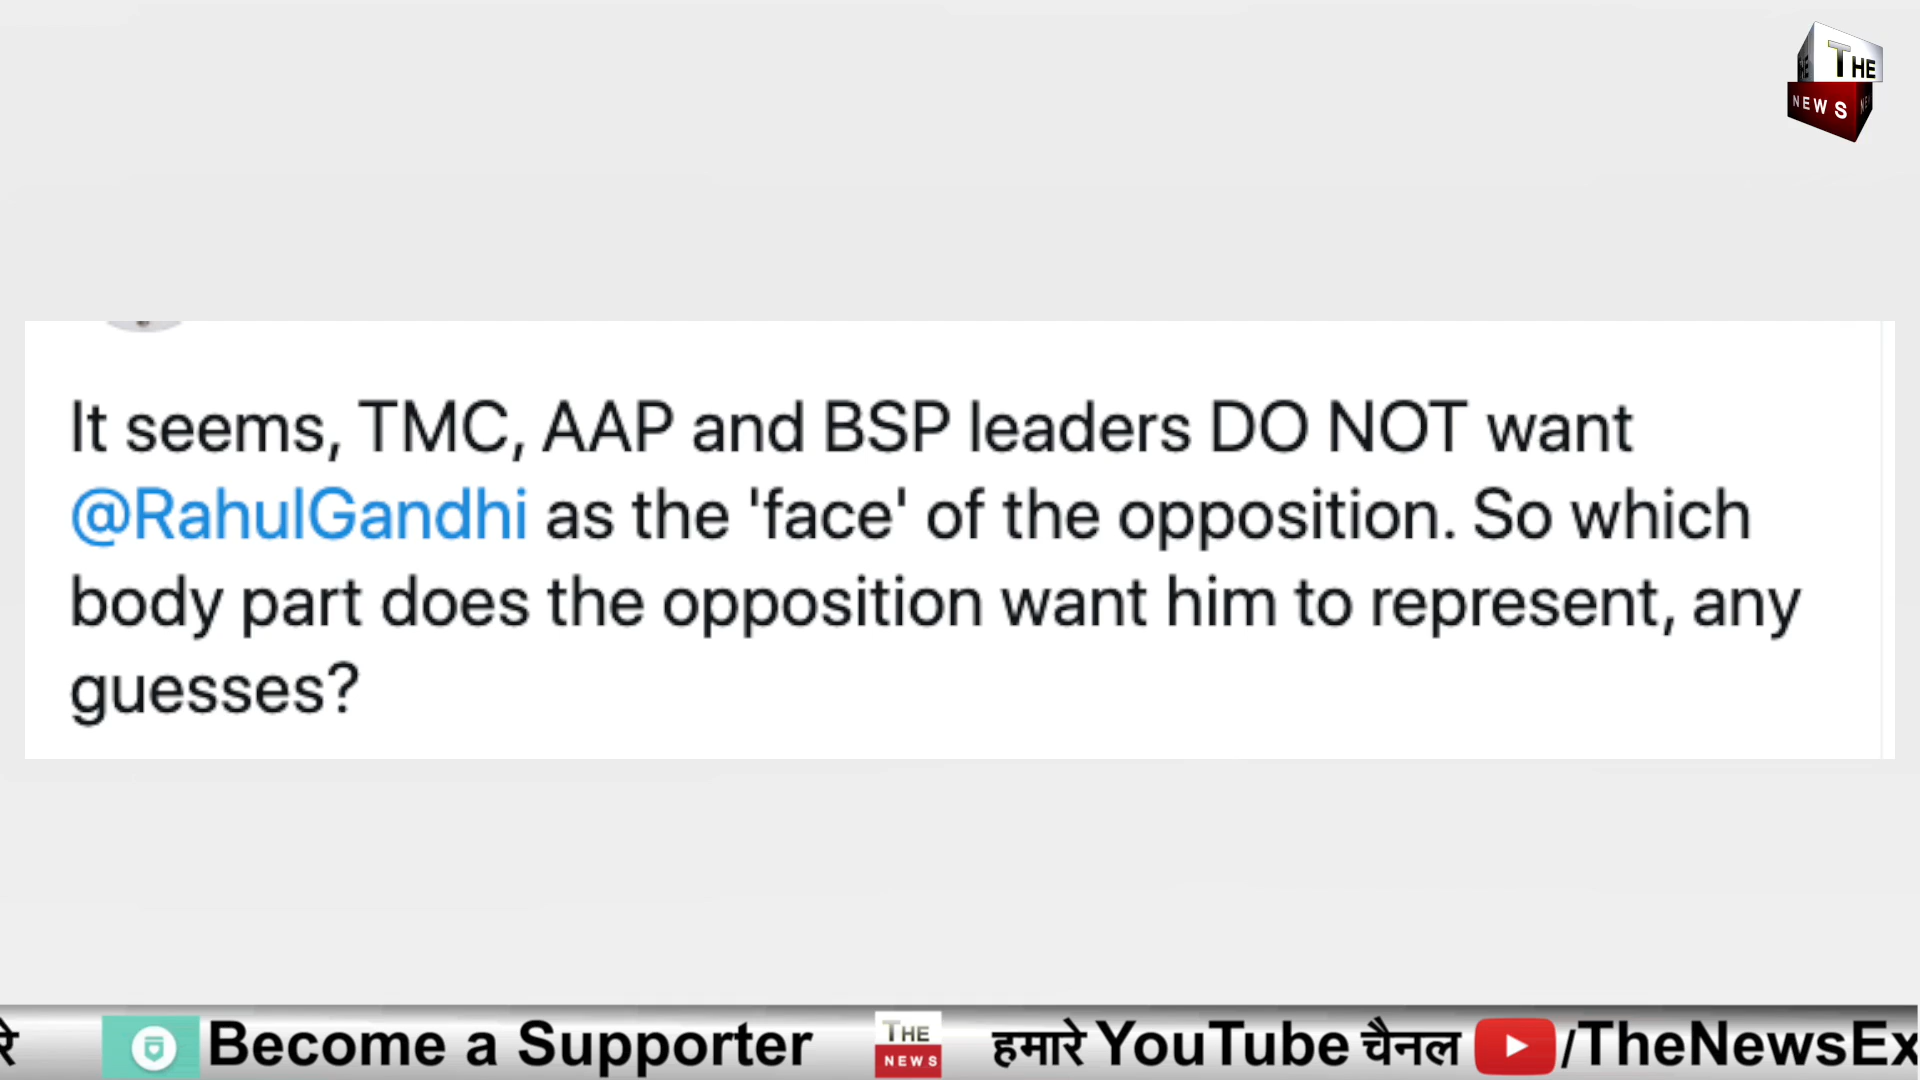 THE
NEWS
It seems, TMC, AAP and BSP leaders DO NOT want
@RahulGandhi as the 'face' of the opposition. So which
body part does the opposition want him to represent, any
guesses?
रे Become a Supporter THE NEWS हमारे YouTube चैनल /TheNewsEx